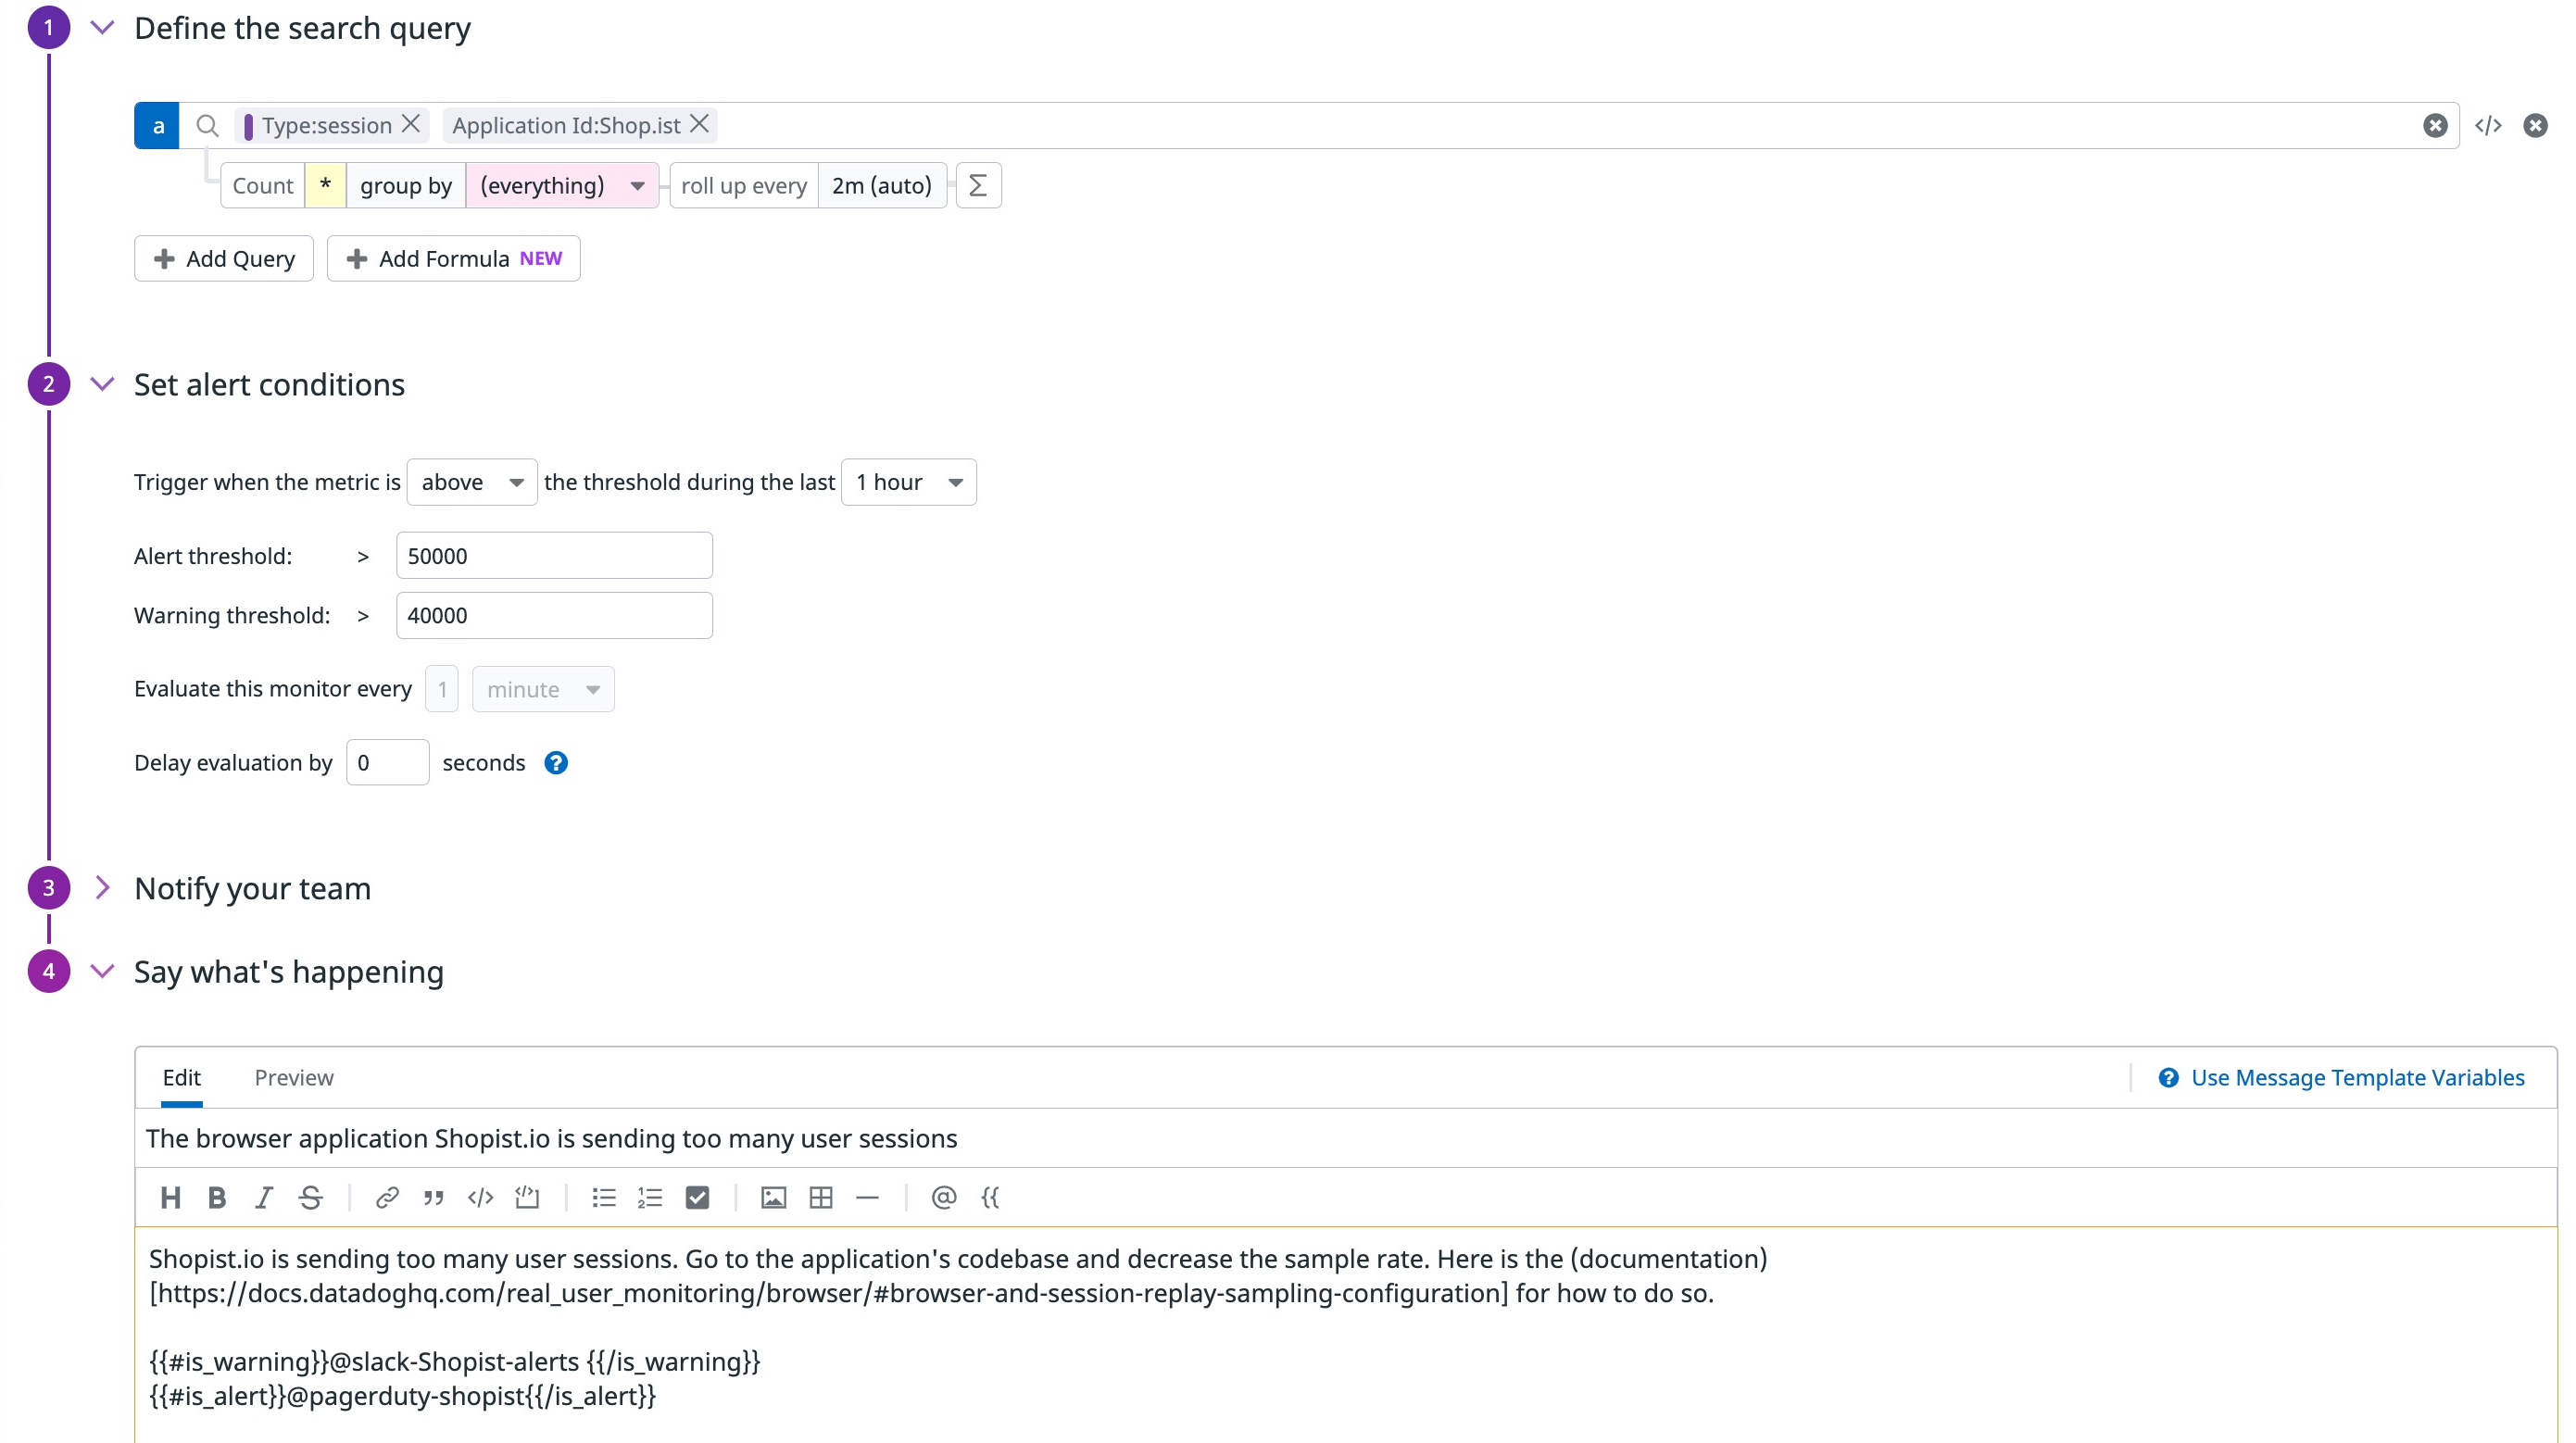 1 Define the search query
a Type:session Application Id:Shop.ist </>
Count * group by (everything) roll up every 2m (auto) Σ
Add Query Add Formula NEW
2 Set alert conditions
Trigger when the metric is above the threshold during the last 1 hour
Alert threshold: > 50000
Warning threshold: > 40000
Evaluate this monitor every 1 minute
Delay evaluation by 0 seconds ?
3 Notify your team
4 Say what's happening
Edit Preview ? Use Message Template Variables
The browser application Shopist.io is sending too many user sessions
H B I S </> @ {{
Shopist.io is sending too many user sessions. Go to the application's codebase and decrease the sample rate. Here is the (documentation)
[https://docs.datadoghq.com/real_user_monitoring/browser/#browser-and-session-replay-sampling-configuration] for how to do so.
{{#is_warning}}@slack-Shopist-alerts {{/is_warning}}
{{#is_alert}}@pagerduty-shopist{{/is_alert}}